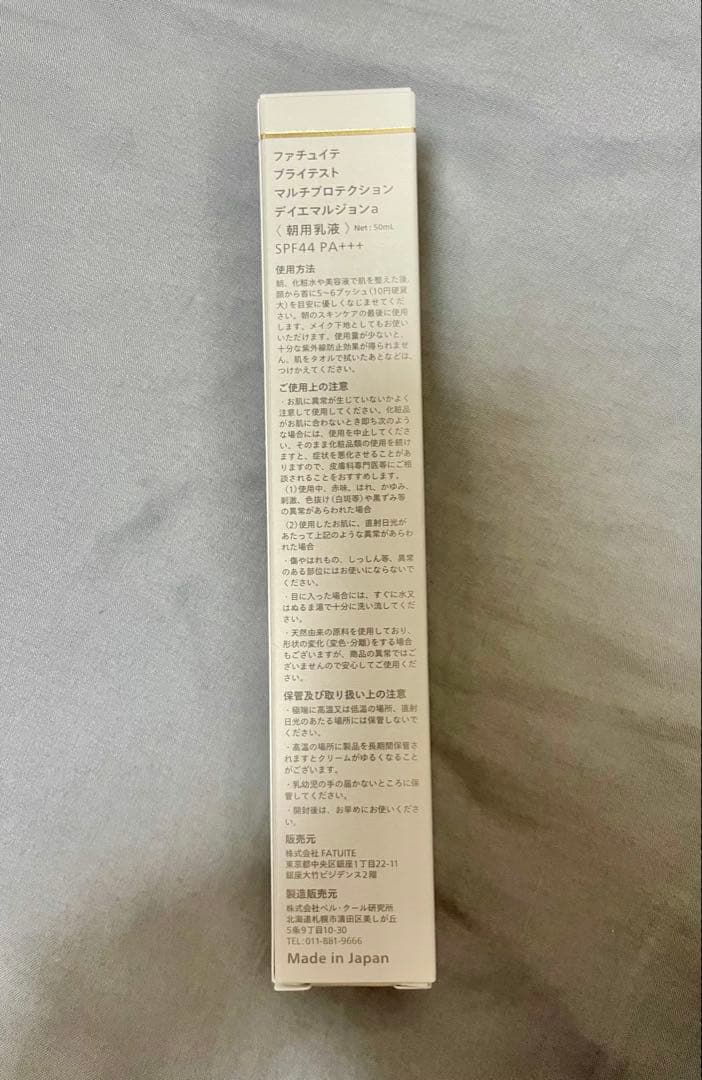 ファチュイテ
ブライテスト
マルチプロテクション
デイエマルジョンa
〈 朝用乳液 〉 Net : 50mL
SPF44 PA+++
使用方法
朝、化粧水や美容液で肌を整えた後、
顔から首に5〜6プッシュ(10円硬貨
大)を目安に優しくなじませてくだ
さい。朝のスキンケアの最後に使用
します。メイク下地としてもお使い
いただけます。使用量が少ないと、
十分な紫外線防止効果が得られませ
ん。肌をタオルで拭いたあとなどは、
つけかえてください。
ご使用上の注意
・お肌に異常が生じていないかよく
注意して使用してください。化粧品
がお肌に合わないとき即ち次のよう
な場合には、使用を中止してくださ
い。そのまま化粧品類の使用を続け
ますと、症状を悪化させることがあ
りますので、皮膚科専門医等にご相
談されることをおすすめします。
(1)使用中、赤味、はれ、かゆみ、
刺激、色抜け(白斑等)や黒ずみ等
の異常があらわれた場合
(2)使用したお肌に、直射日光が
あたって上記のような異常があらわ
れた場合
・傷やはれもの、しっしん等、異常
のある部位にはお使いにならないで
ください。
・目に入った場合には、すぐに水又
はぬるま湯で十分に洗い流してくだ
さい。
・天然由来の原料を使用しており、
形状の変化(変色・分離)をする場合
もございますが、商品の異常ではご
ざいませんので安心してご使用くだ
さい。
保管及び取り扱い上の注意
・極端に高温又は低温の場所、直射
日光のあたる場所には保管しないで
ください。
・高温の場所に製品を長期間保管さ
れますとクリームがゆるくなること
がございます。
・乳幼児の手の届かないところに保
管してください。
・開封後は、お早めにお使いくださ
い。
販売元
株式会社 FATUITE
東京都中央区銀座1丁目22-11
銀座大竹ビジデンス2階
製造販売元
株式会社ベル・クール研究所
北海道札幌市清田区美しが丘
5条9丁目10-30
TEL: 011-881-9666
Made in Japan